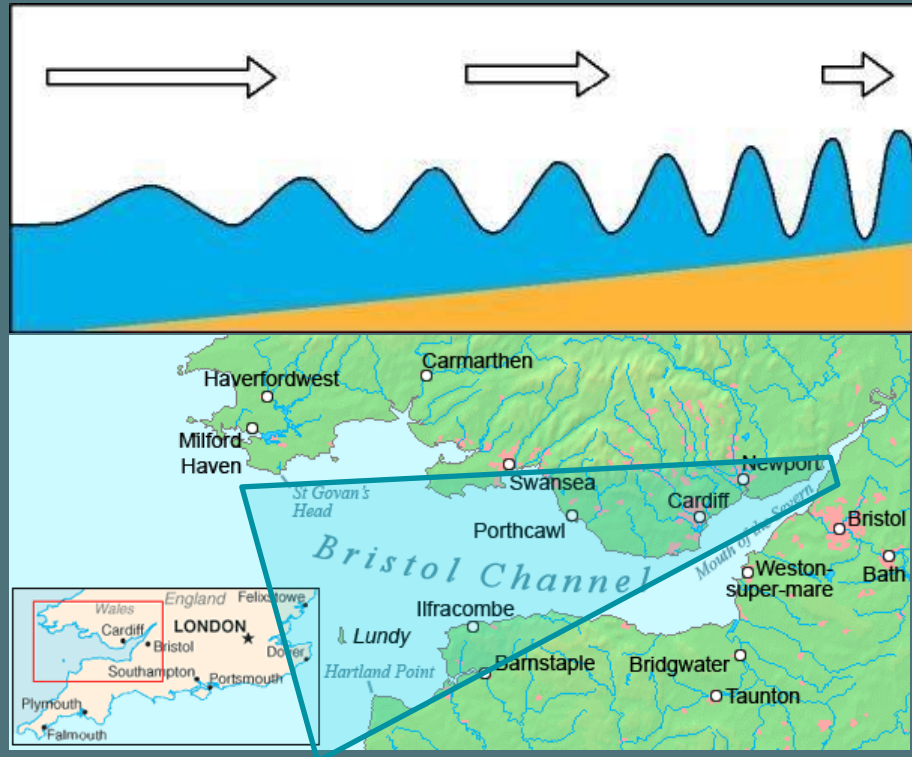 Carmarthen
Haverfordwest
Milford
Haven
St Govan's
Head
Swansea
Newport
Cardiff
Porthcawl
Mouth of the Severn
Bristol
Bath
Bristol Channel
Weston-
super-mare
Ilfracombe
Lundy
Hartland Point
Barnstaple
Bridgwater
Taunton
Wales
England
Felixstowe
Cardiff
LONDON
Bristol
Dover
Southampton
Portsmouth
Plymouth
Falmouth